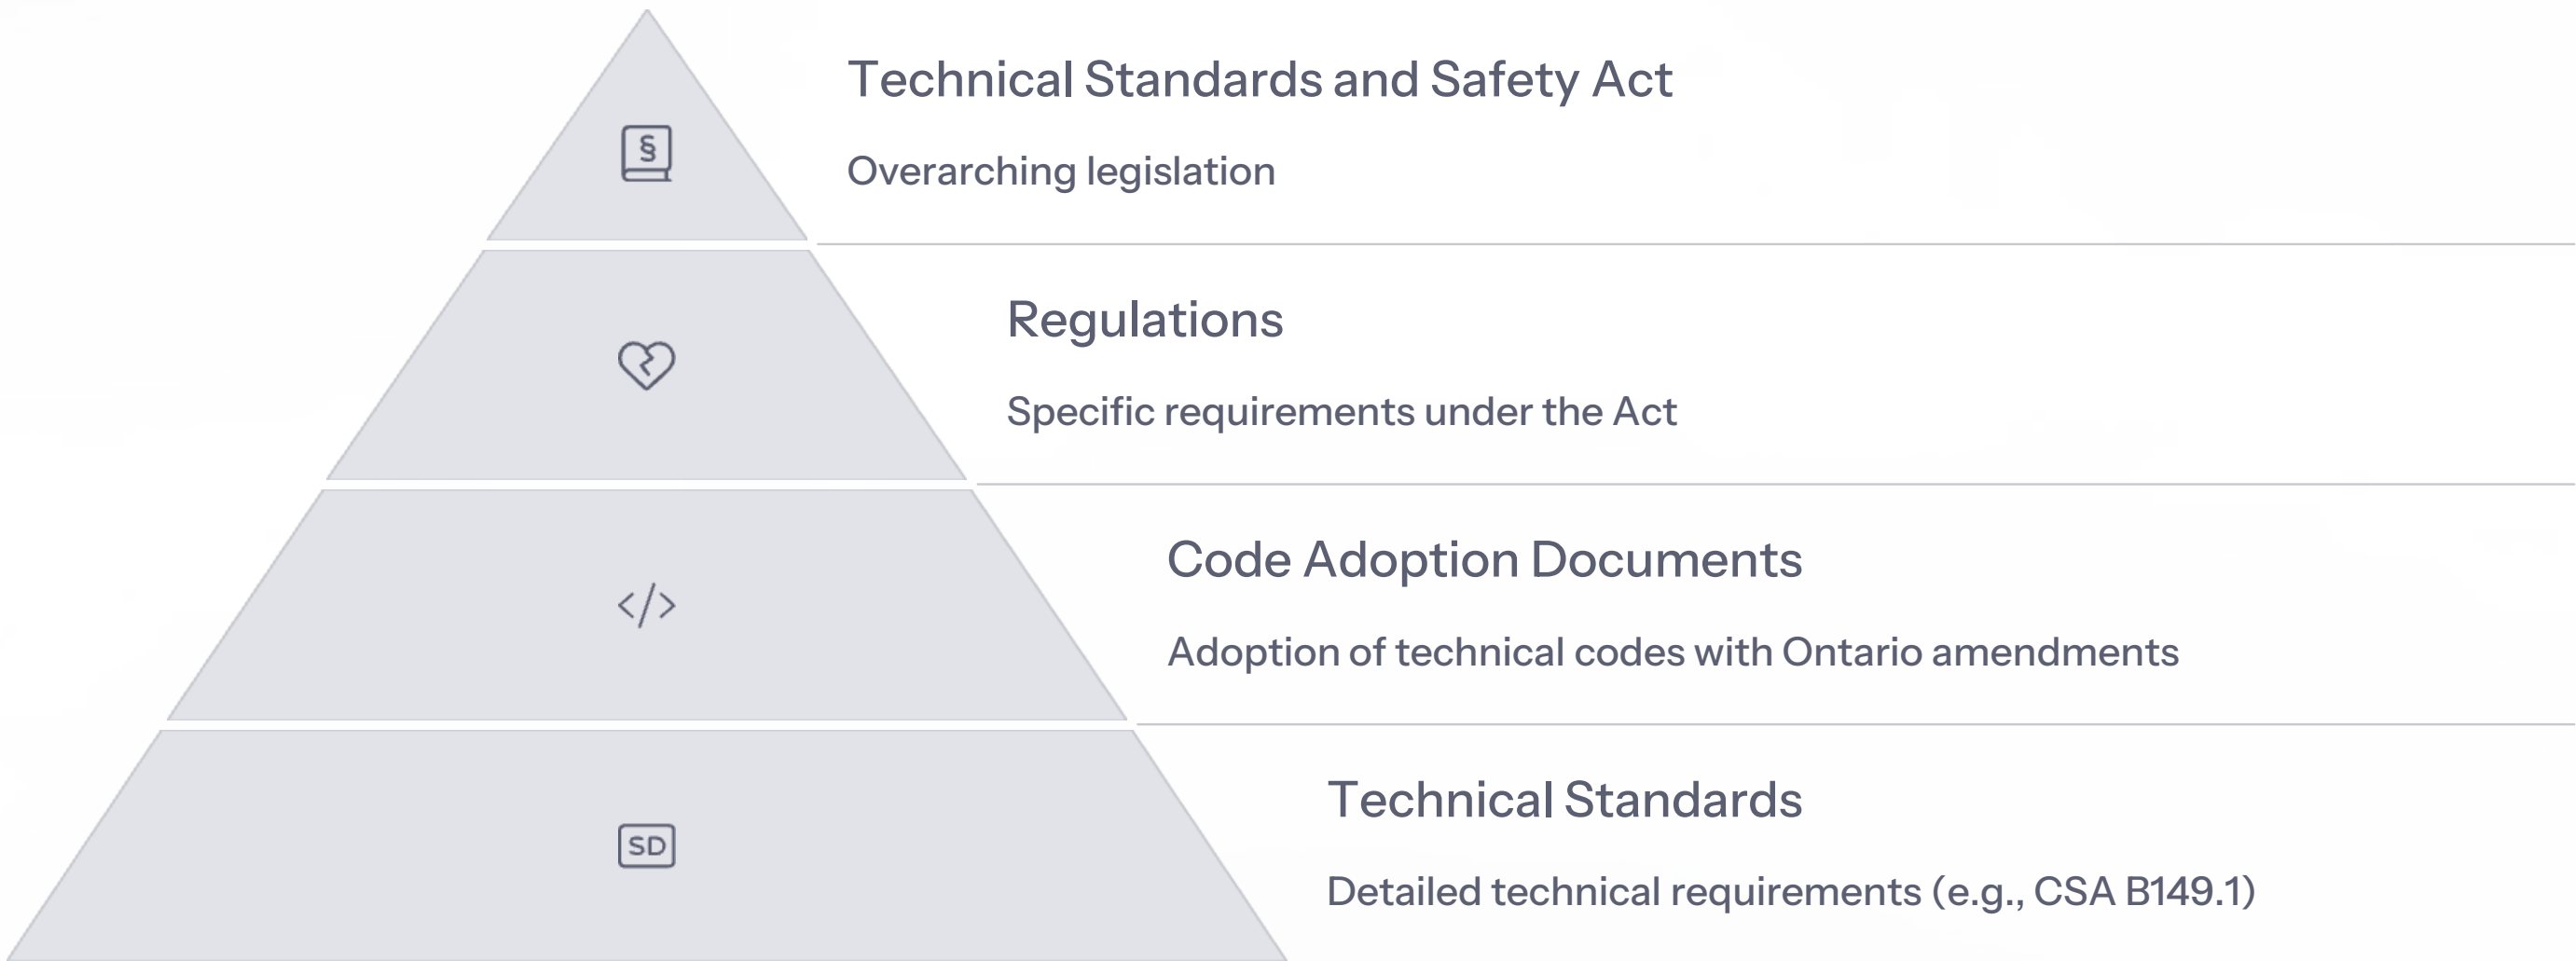 Technical Standards and Safety Act
§
Overarching legislation
Regulations
Specific requirements under the Act
Code Adoption Documents
</>
Adoption of technical codes with Ontario amendments
Technical Standards
SD
Detailed technical requirements (e.g., CSA B149.1)